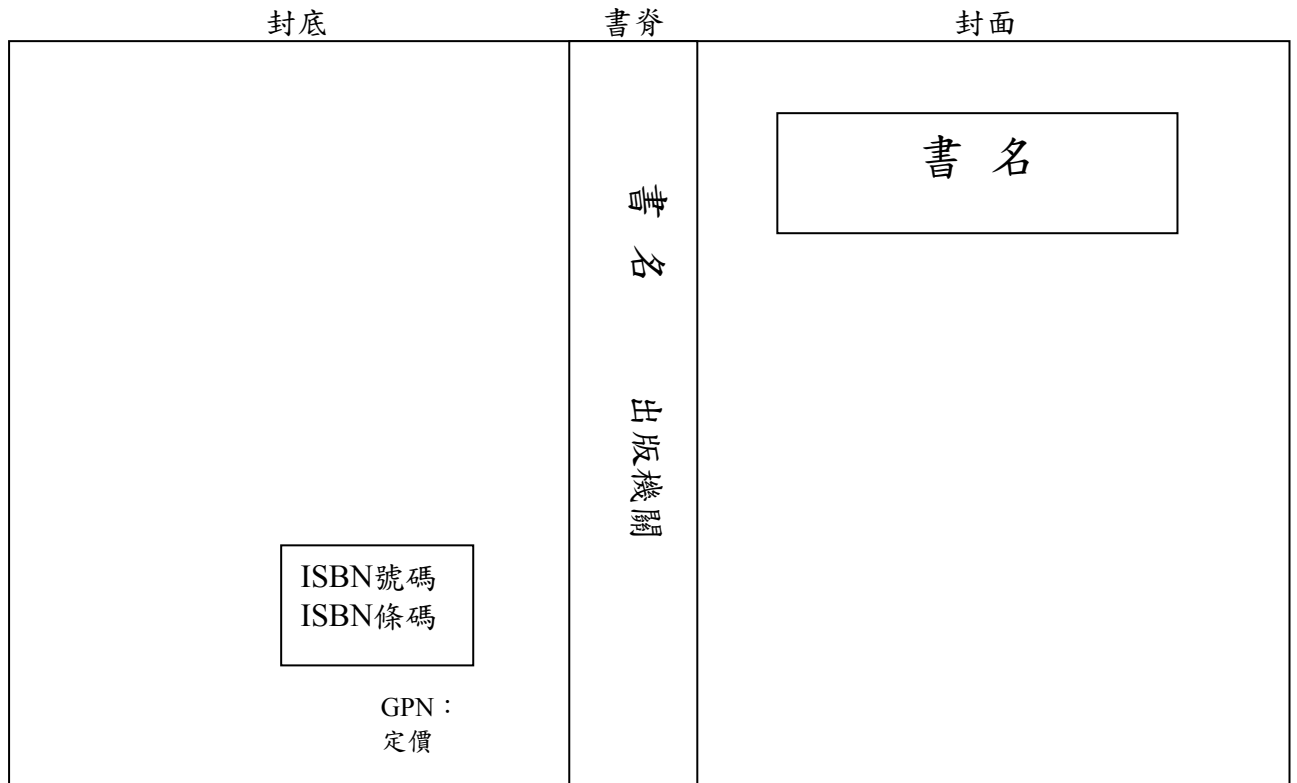 封底
書脊
封面
書 名
書 名
出版機關
ISBN號碼
ISBN條碼
GPN：
定價